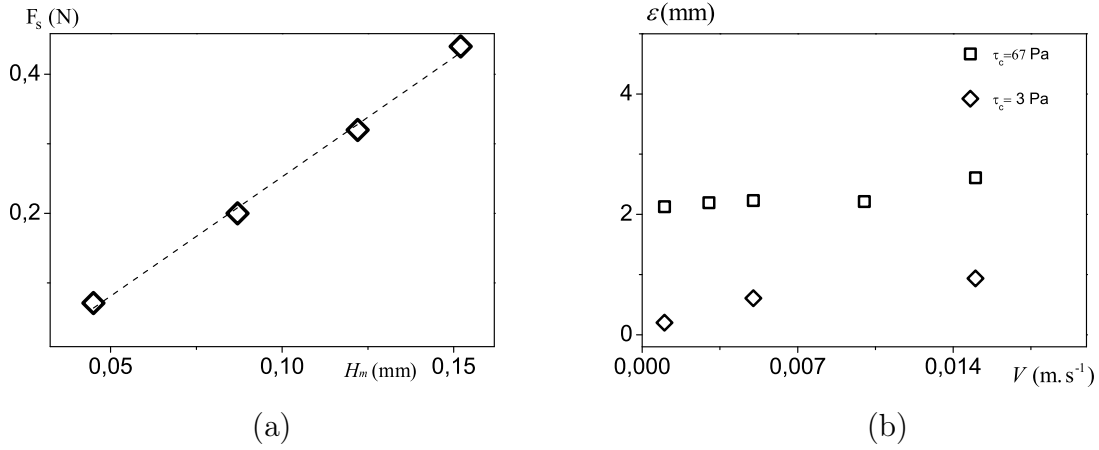 F_s (N)
0,4
0,2
0,05
0,10
H_m (mm)
0,15
(a)
ε(mm)
τ_c=67 Pa
τ_c= 3 Pa
4
2
0
0,000
0,007
0,014
V (m.s⁻¹)
(b)